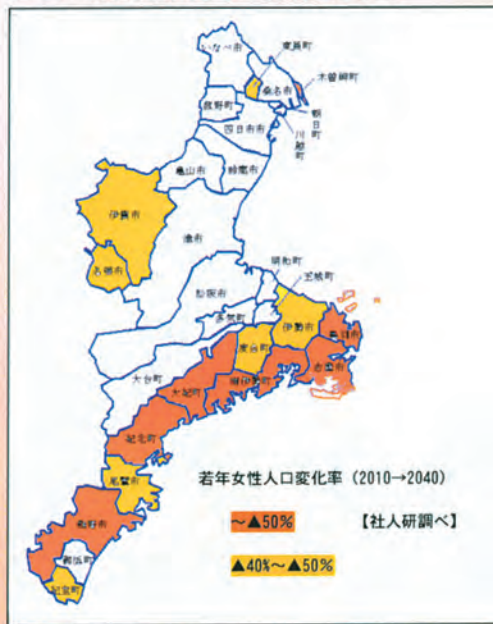 いなべ市
東員町
木曽岬町
桑名市
菰野町
朝日町
四日市市
川越町
亀山市
鈴鹿市
伊賀市
津市
名張市
明和町
玉城町
松阪市
多気町
伊勢市
鳥羽市
度会町
志摩市
大台町
南伊勢町
大紀町
紀北町
尾鷲市
若年女性人口変化率（2010→2040）
熊野市
～▲50%
【社人研調べ】
御浜町
紀宝町
▲40%～▲50%